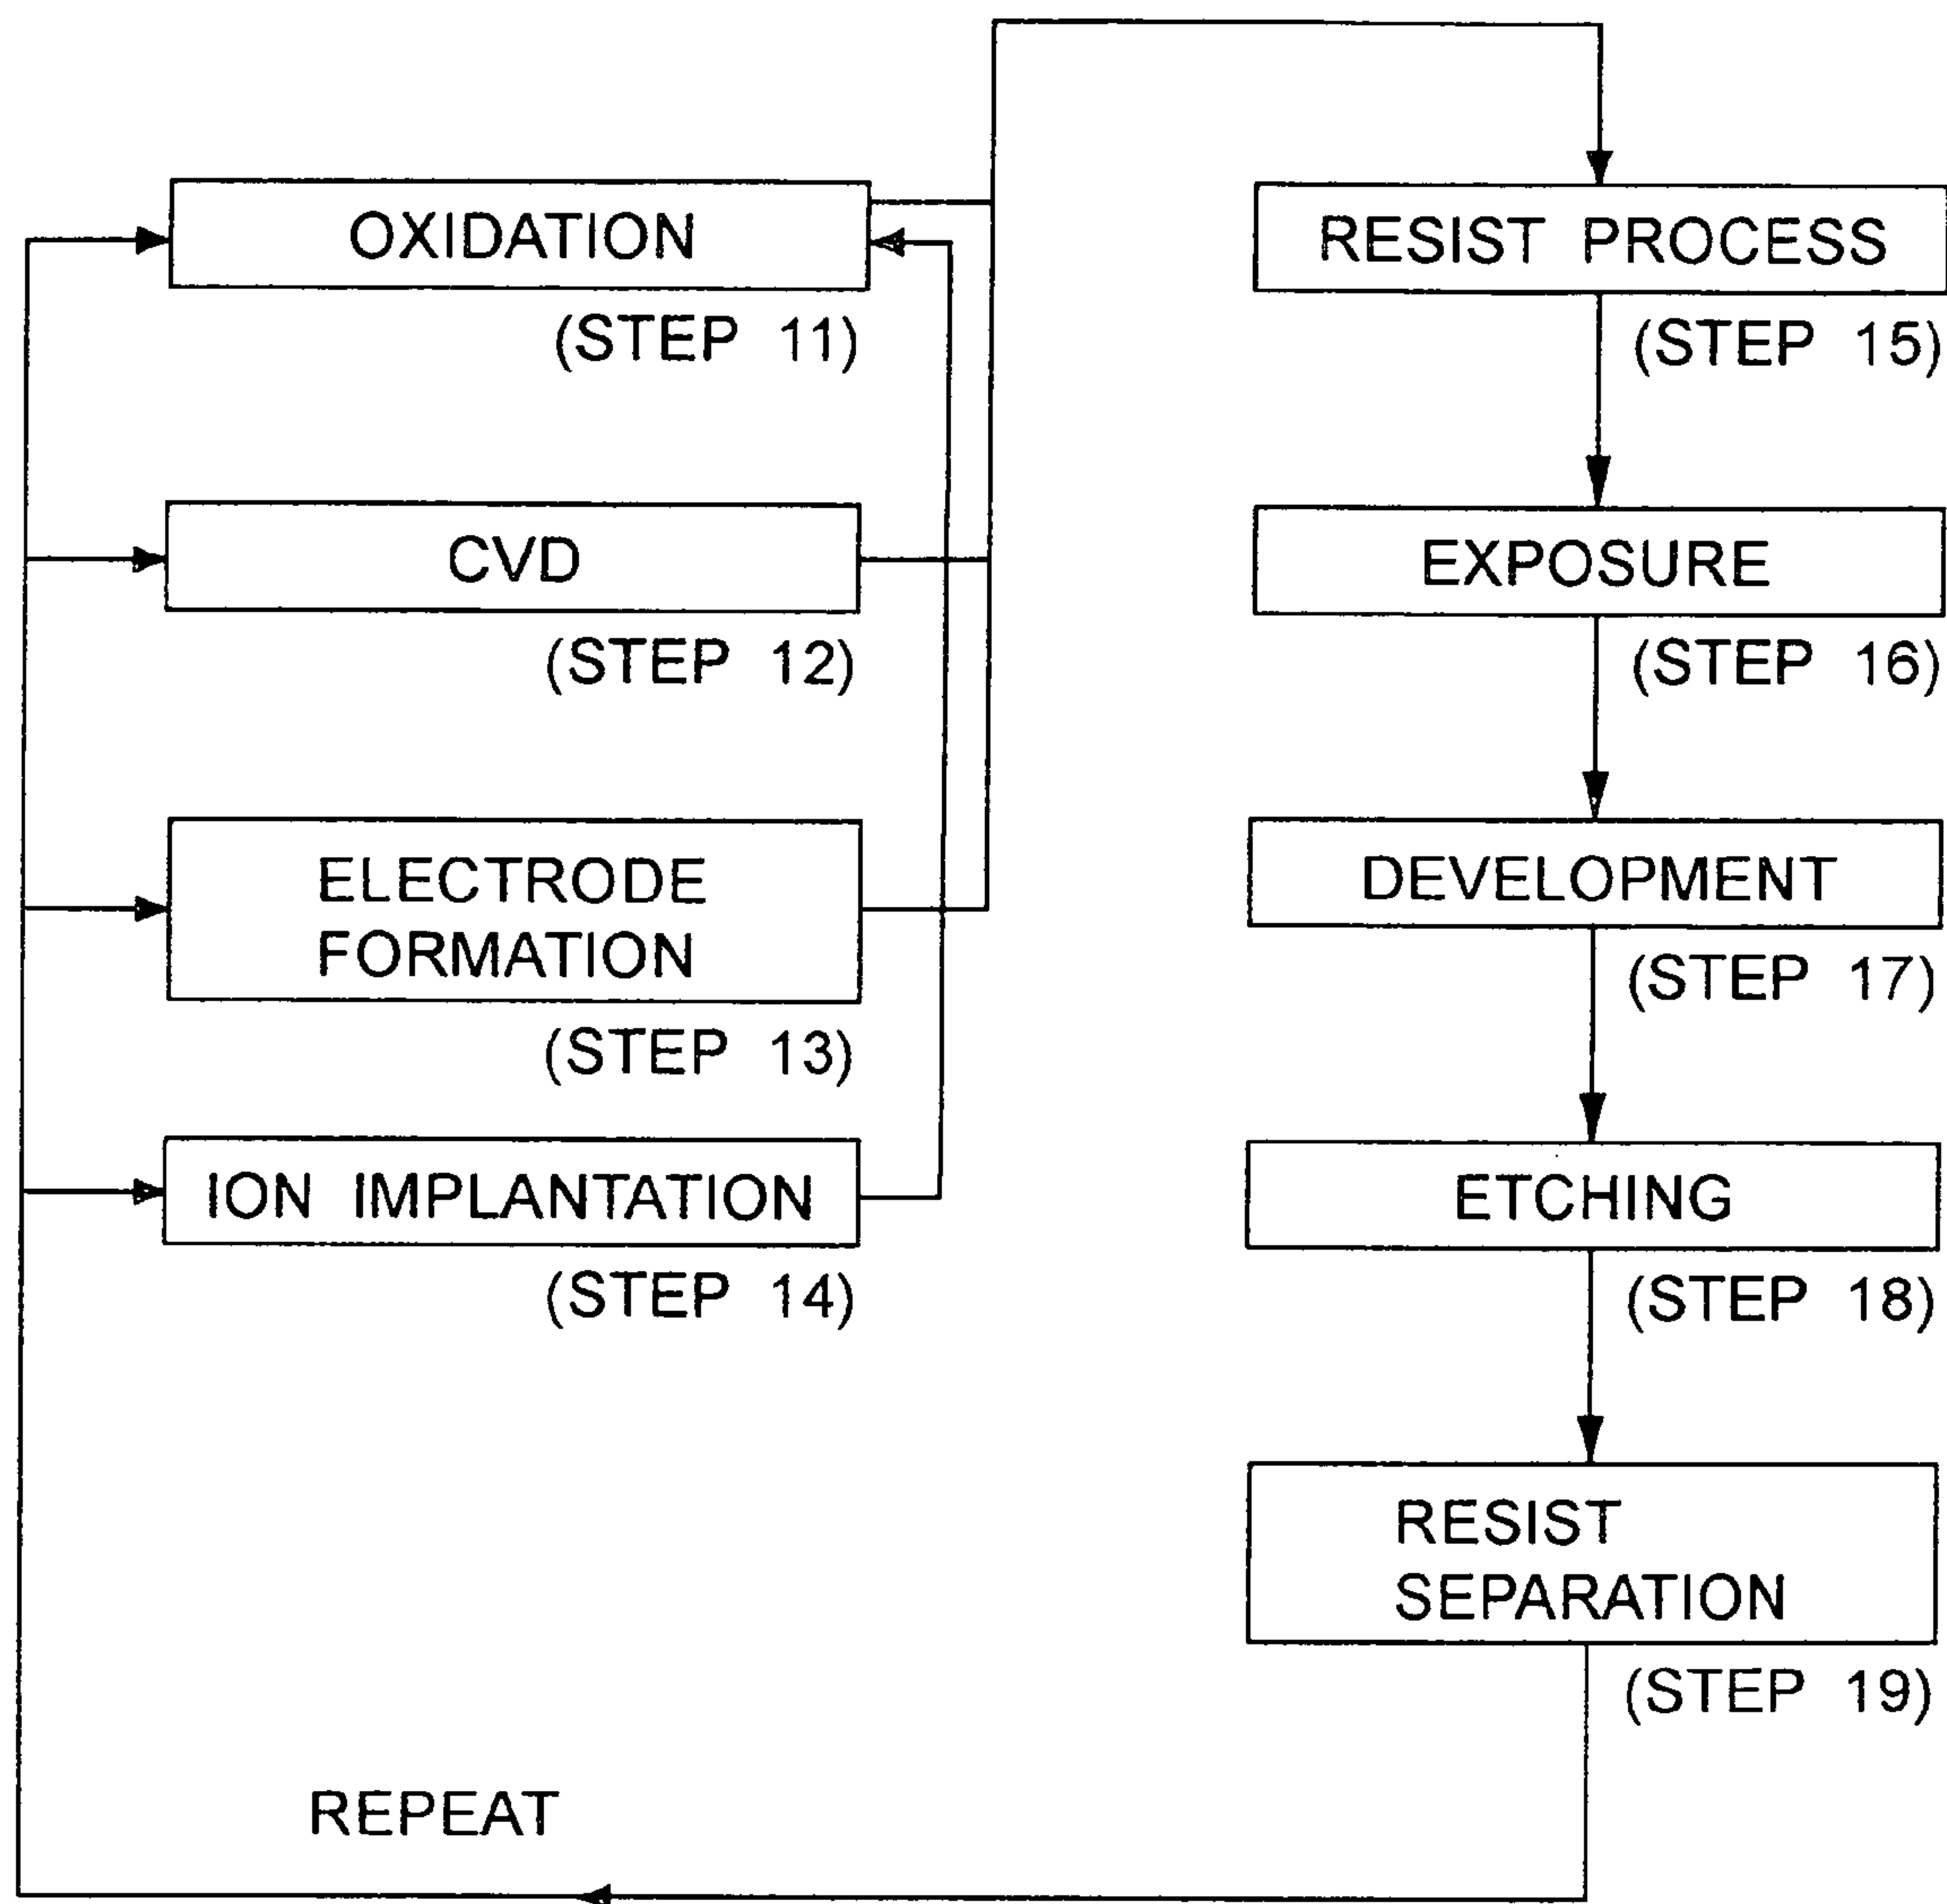 OXIDATION
(STEP 11)
CVD
(STEP 12)
ELECTRODE
FORMATION
(STEP 13)
ION IMPLANTATION
(STEP 14)
RESIST PROCESS
(STEP 15)
EXPOSURE
(STEP 16)
DEVELOPMENT
(STEP 17)
ETCHING
(STEP 18)
RESIST
SEPARATION
(STEP 19)
REPEAT